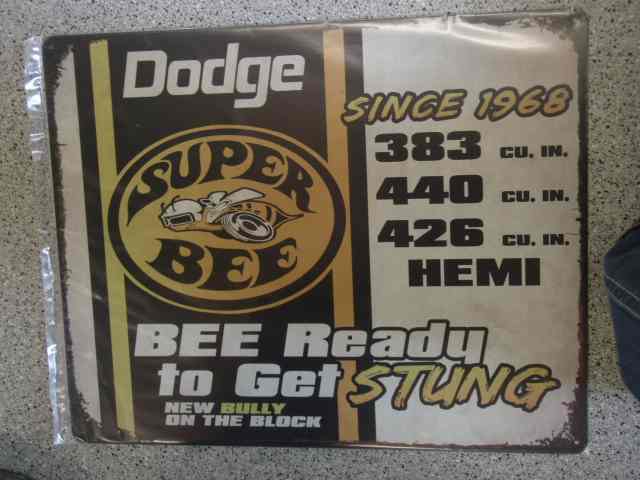 Dodge
SUPER
BEE
SINCE 1968
383 CU. IN.
440 CU. IN.
426 CU. IN.
HEMI
BEE Ready
to Get STUNG
NEW BULLY
ON THE BLOCK